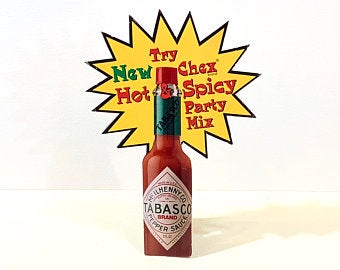 Try
New Chex
Hot Spicy
Party
Mix
McILHENNY CO.
TABASCO
BRAND
PEPPER SAUCE